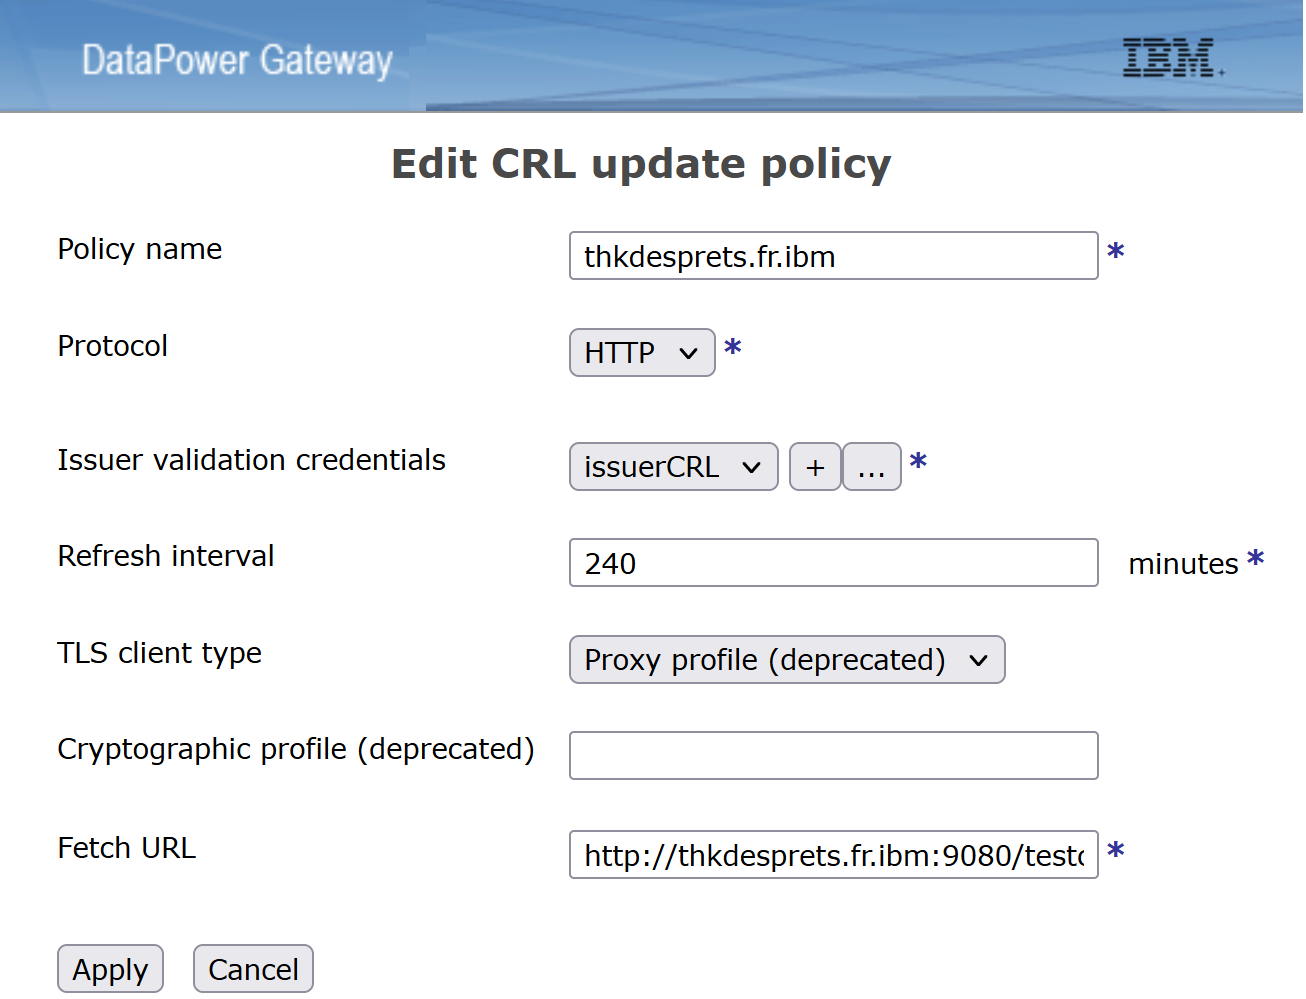 DataPower Gateway
IBM.
Edit CRL update policy
Policy name
thkdesprets.fr.ibm *
Protocol
HTTP *
Issuer validation credentials
issuerCRL + ... *
Refresh interval
240 minutes *
TLS client type
Proxy profile (deprecated)
Cryptographic profile (deprecated)
Fetch URL
http://thkdesprets.fr.ibm:9080/test *
Apply Cancel